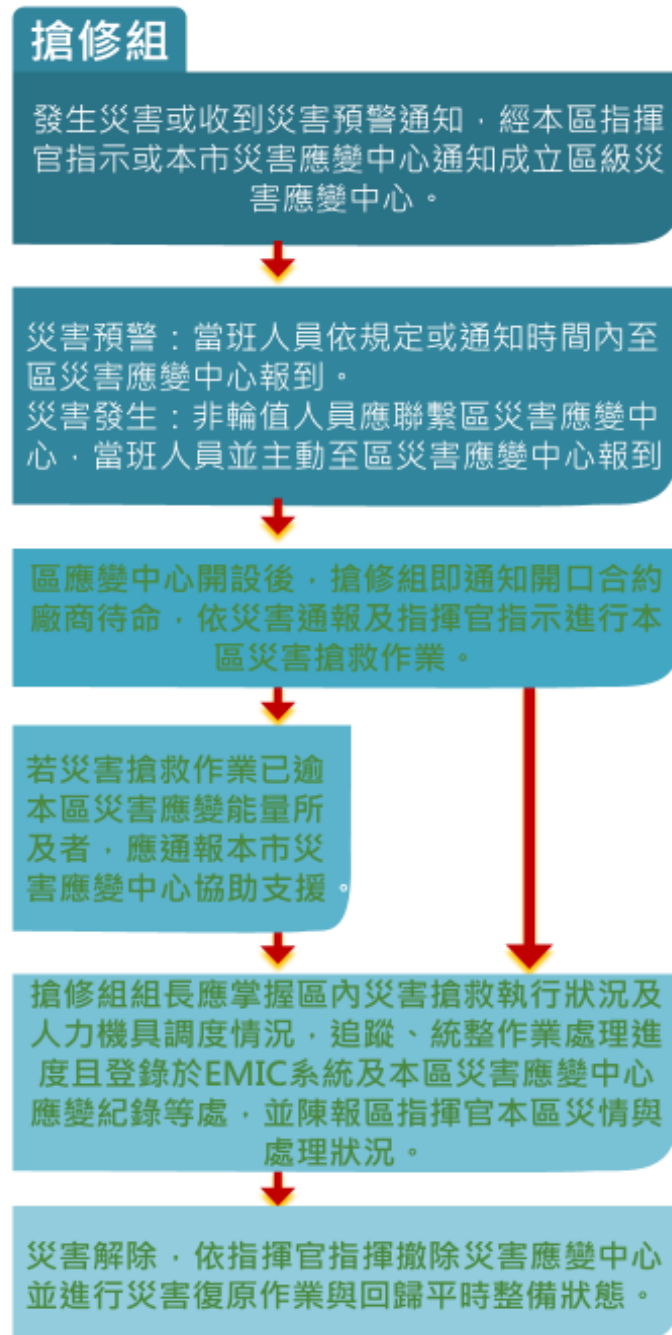 搶修組
發生災害或收到災害預警通知，經本區指揮
官指示或本市災害應變中心通知成立區級災
害應變中心。
災害預警：當班人員依規定或通知時間內至
區災害應變中心報到。
災害發生：非輪值人員應聯繫區災害應變中
心，當班人員並主動至區災害應變中心報到
區應變中心開設後，搶修組即通知開口合約
廠商待命，依災害通報及指揮官指示進行本
區災害搶救作業。
若災害搶救作業已逾
本區災害應變能量所
及者，應通報本市災
害應變中心協助支援。
搶修組組長應掌握區內災害搶救執行狀況及
人力機具調度情況，追蹤、統整作業處理進
度且登錄於EMIC系統及本區災害應變中心
應變紀錄等處，並陳報區指揮官本區災情與
處理狀況。
災害解除，依指揮官指揮撤除災害應變中心
並進行災害復原作業與回歸平時整備狀態。